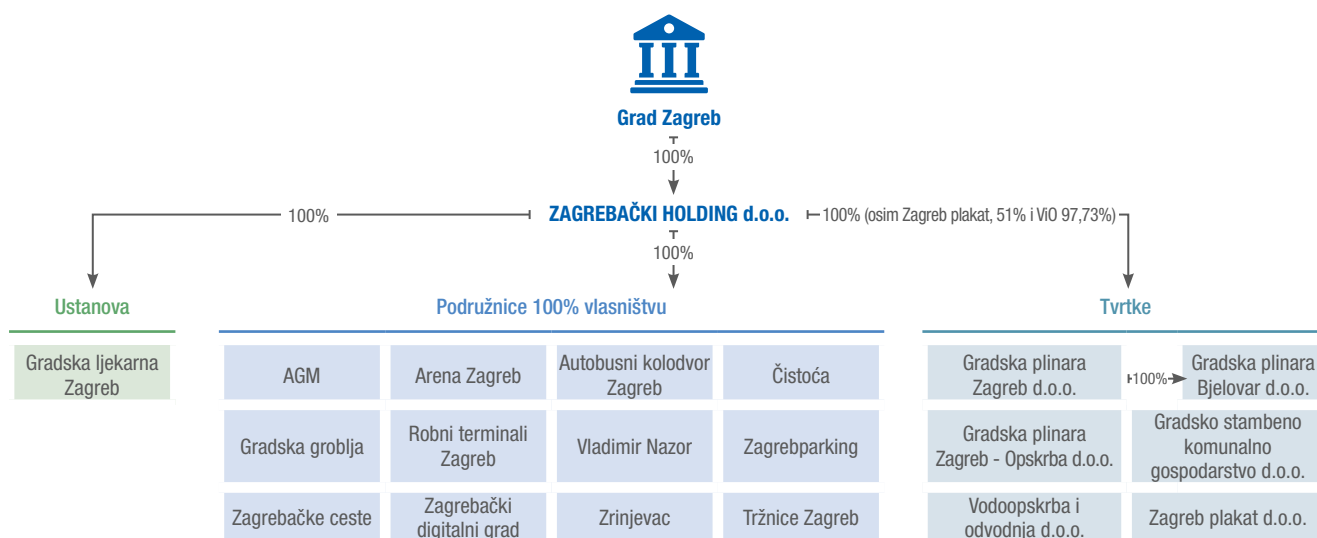 Grad Zagreb
100%
ZAGREBAČKI HOLDING d.o.o.
100%
100%
100% (osim Zagreb plakat, 51% i ViO 97,73%)
Ustanova
Gradska ljekarna
Zagreb
Podružnice 100% vlasništvu
AGM
Arena Zagreb
Autobusni kolodvor
Zagreb
Čistoća
Gradska groblja
Robni terminali
Zagreb
Vladimir Nazor
Zagrebparking
Zagrebačke ceste
Zagrebački
digitalni grad
Zrinjevac
Tržnice Zagreb
Tvrtke
Gradska plinara
Zagreb d.o.o.
100%
Gradska plinara
Bjelovar d.o.o.
Gradska plinara
Zagreb - Opskrba d.o.o.
Gradsko stambeno
komunalno
gospodarstvo d.o.o.
Vodoopskrba i
odvodnja d.o.o.
Zagreb plakat d.o.o.